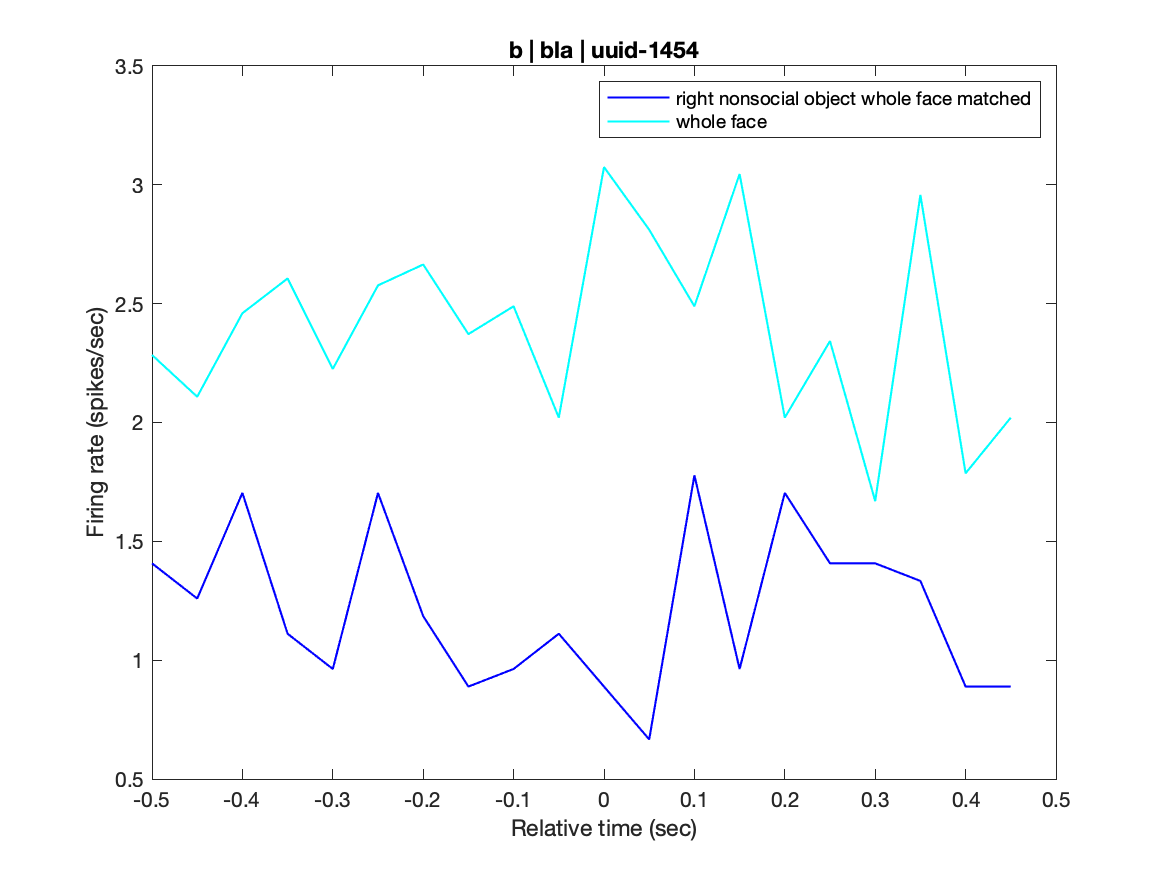 b | bla | uuid-1454
3.5
right nonsocial object whole face matched
whole face
3
2.5
2
1.5
1
0.5
Firing rate (spikes/sec)
-0.5 -0.4 -0.3 -0.2 -0.1 0 0.1 0.2 0.3 0.4 0.5
Relative time (sec)